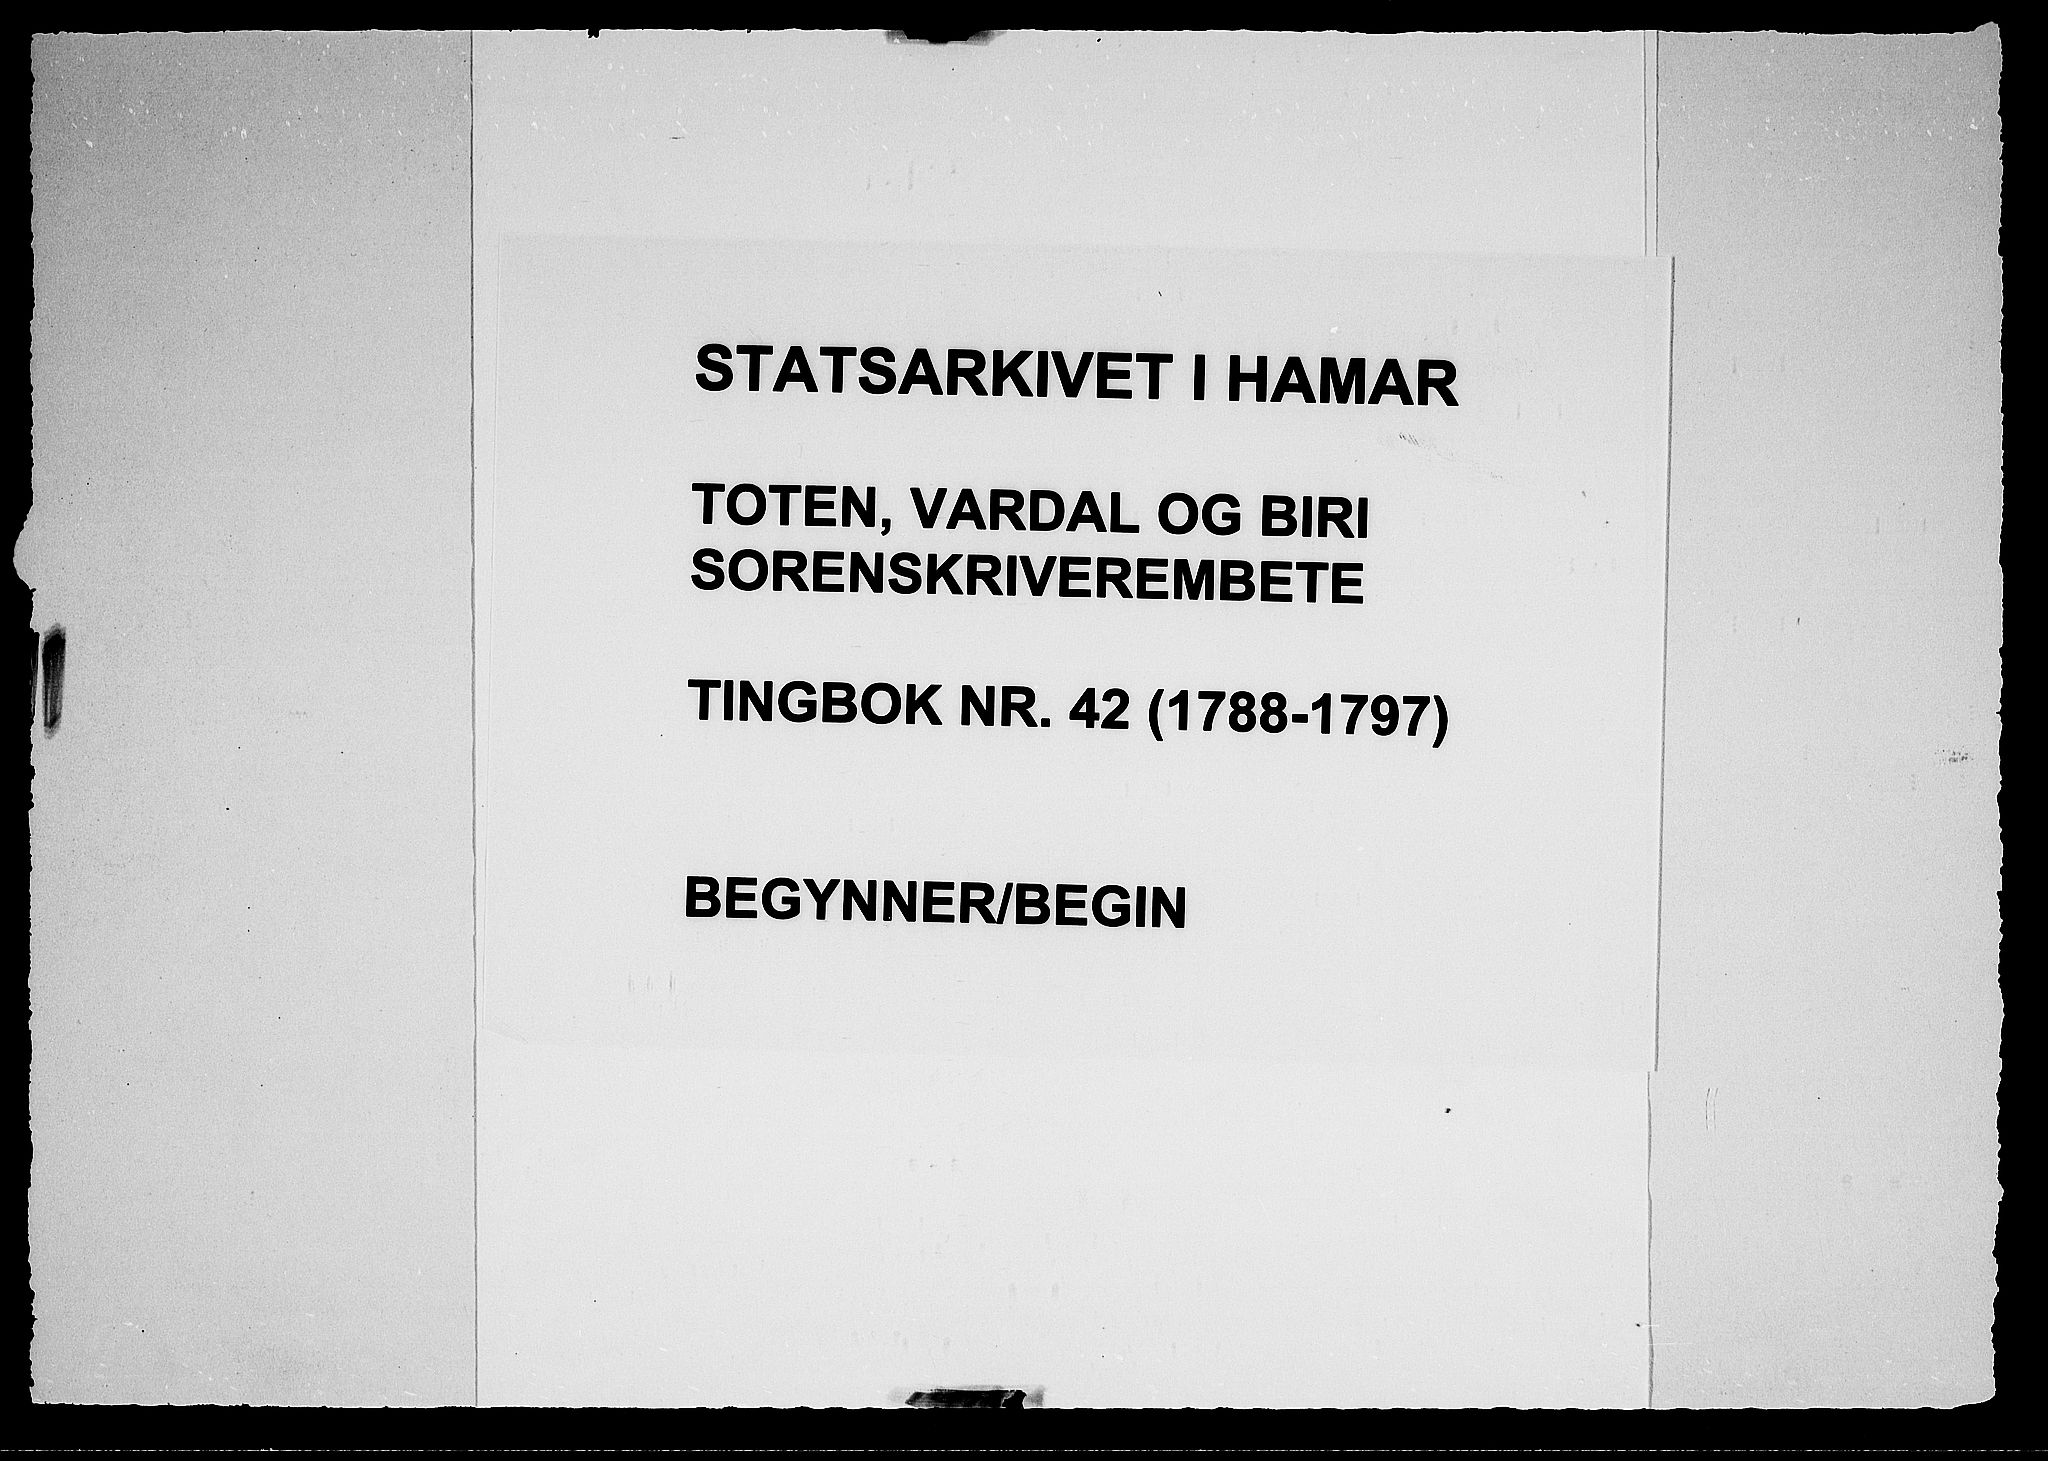 STATSARKIVET I HAMAR
TOTEN, VARDAL OG BIRI
SORENSKRIVEREMBETE
TINGBOK NR. 42 (1788-1797)
BEGYNNER/BEGIN